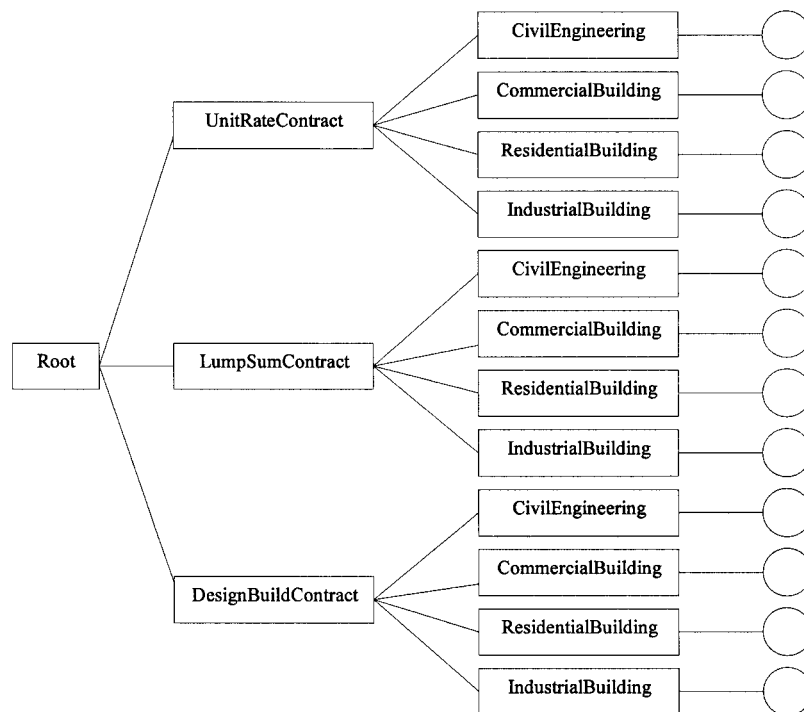 CivilEngineering
CommercialBuilding
UnitRateContract
ResidentialBuilding
IndustrialBuilding
CivilEngineering
CommercialBuilding
Root
LumpSumContract
ResidentialBuilding
IndustrialBuilding
CivilEngineering
CommercialBuilding
DesignBuildContract
ResidentialBuilding
IndustrialBuilding